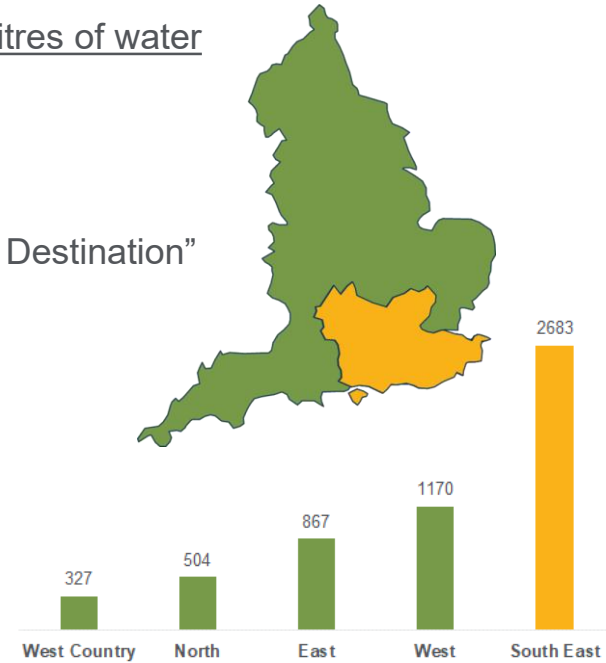 itres of water
Destination”
2683
1170
867
504
327
West Country North East West South East